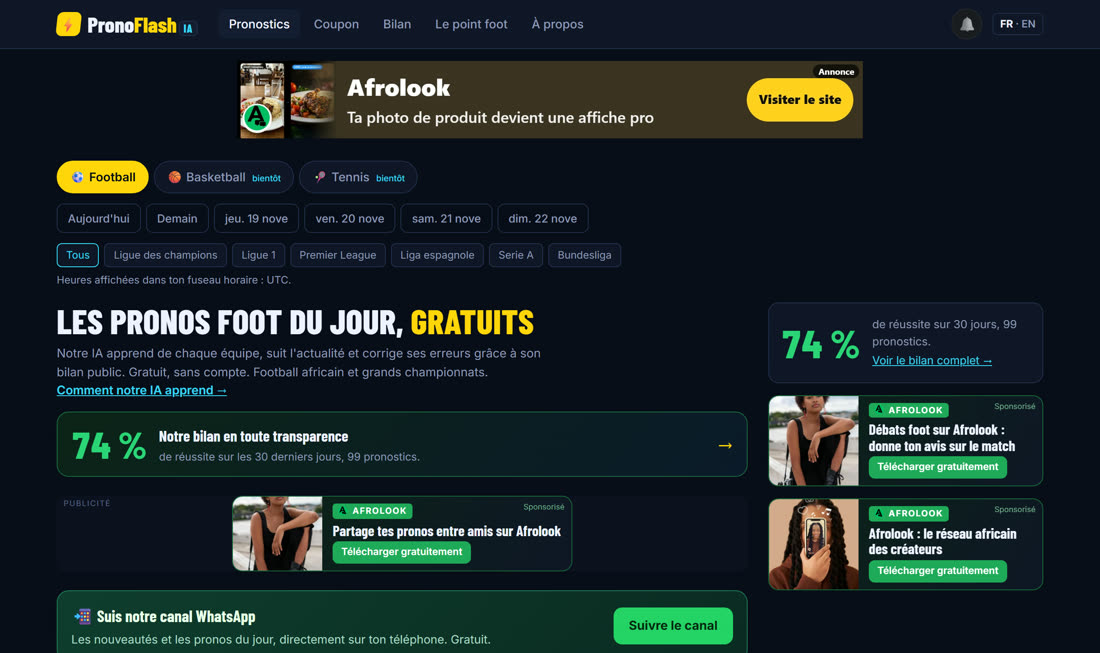 PronoFlash IA
Pronostics
Coupon
Bilan
Le point foot
À propos
FR · EN
Annonce
Afrolook
Ta photo de produit devient une affiche pro
Visiter le site
Football
Basketball bientôt
Tennis bientôt
Aujourd'hui
Demain
jeu. 19 nove
ven. 20 nove
sam. 21 nove
dim. 22 nove
Tous
Ligue des champions
Ligue 1
Premier League
Liga espagnole
Serie A
Bundesliga
Heures affichées dans ton fuseau horaire : UTC.
LES PRONOS FOOT DU JOUR, GRATUITS
Notre IA apprend de chaque équipe, suit l'actualité et corrige ses erreurs grâce à son
bilan public. Gratuit, sans compte. Football africain et grands championnats.
Comment notre IA apprend →
74 %
Notre bilan en toute transparence
de réussite sur les 30 derniers jours, 99 pronostics.
→
PUBLICITÉ
AFROLOOK
Sponsorisé
Partage tes pronos entre amis sur Afrolook
Télécharger gratuitement
Suis notre canal WhatsApp
Les nouveautés et les pronos du jour, directement sur ton téléphone. Gratuit.
Suivre le canal
74 %
de réussite sur 30 jours, 99
pronostics.
Voir le bilan complet →
AFROLOOK
Sponsorisé
Débats foot sur Afrolook :
donne ton avis sur le match
Télécharger gratuitement
AFROLOOK
Sponsorisé
Afrolook : le réseau africain
des créateurs
Télécharger gratuitement